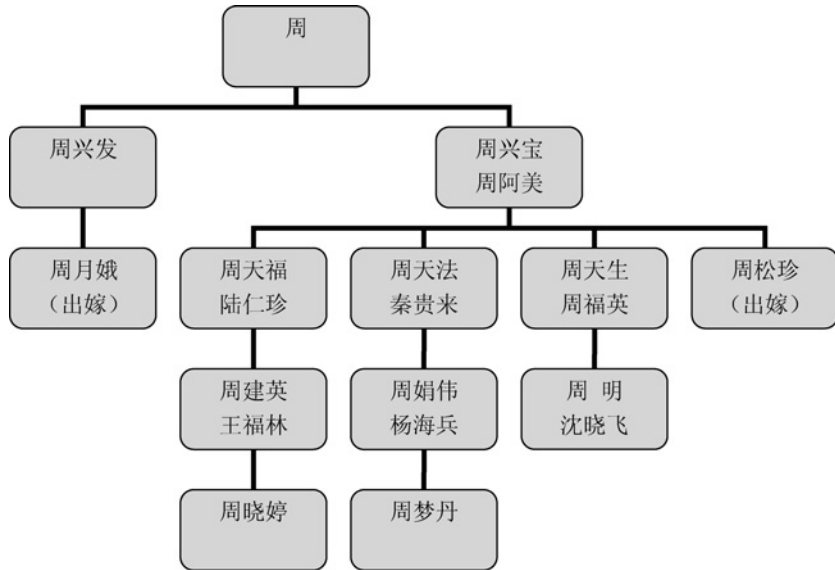 周
周兴发
周兴宝
周阿美
周月娥
（出嫁）
周天福
陆仁珍
周天法
秦贵来
周天生
周福英
周松珍
（出嫁）
周建英
王福林
周娟伟
杨海兵
周 明
沈晓飞
周晓婷
周梦丹